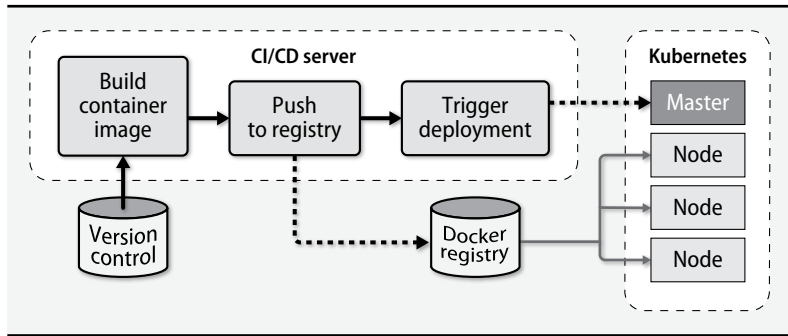 CI/CD server
Kubernetes
Build
container
image
Push
to registry
Trigger
deployment
Master
Node
Node
Node
Version
control
Docker
registry